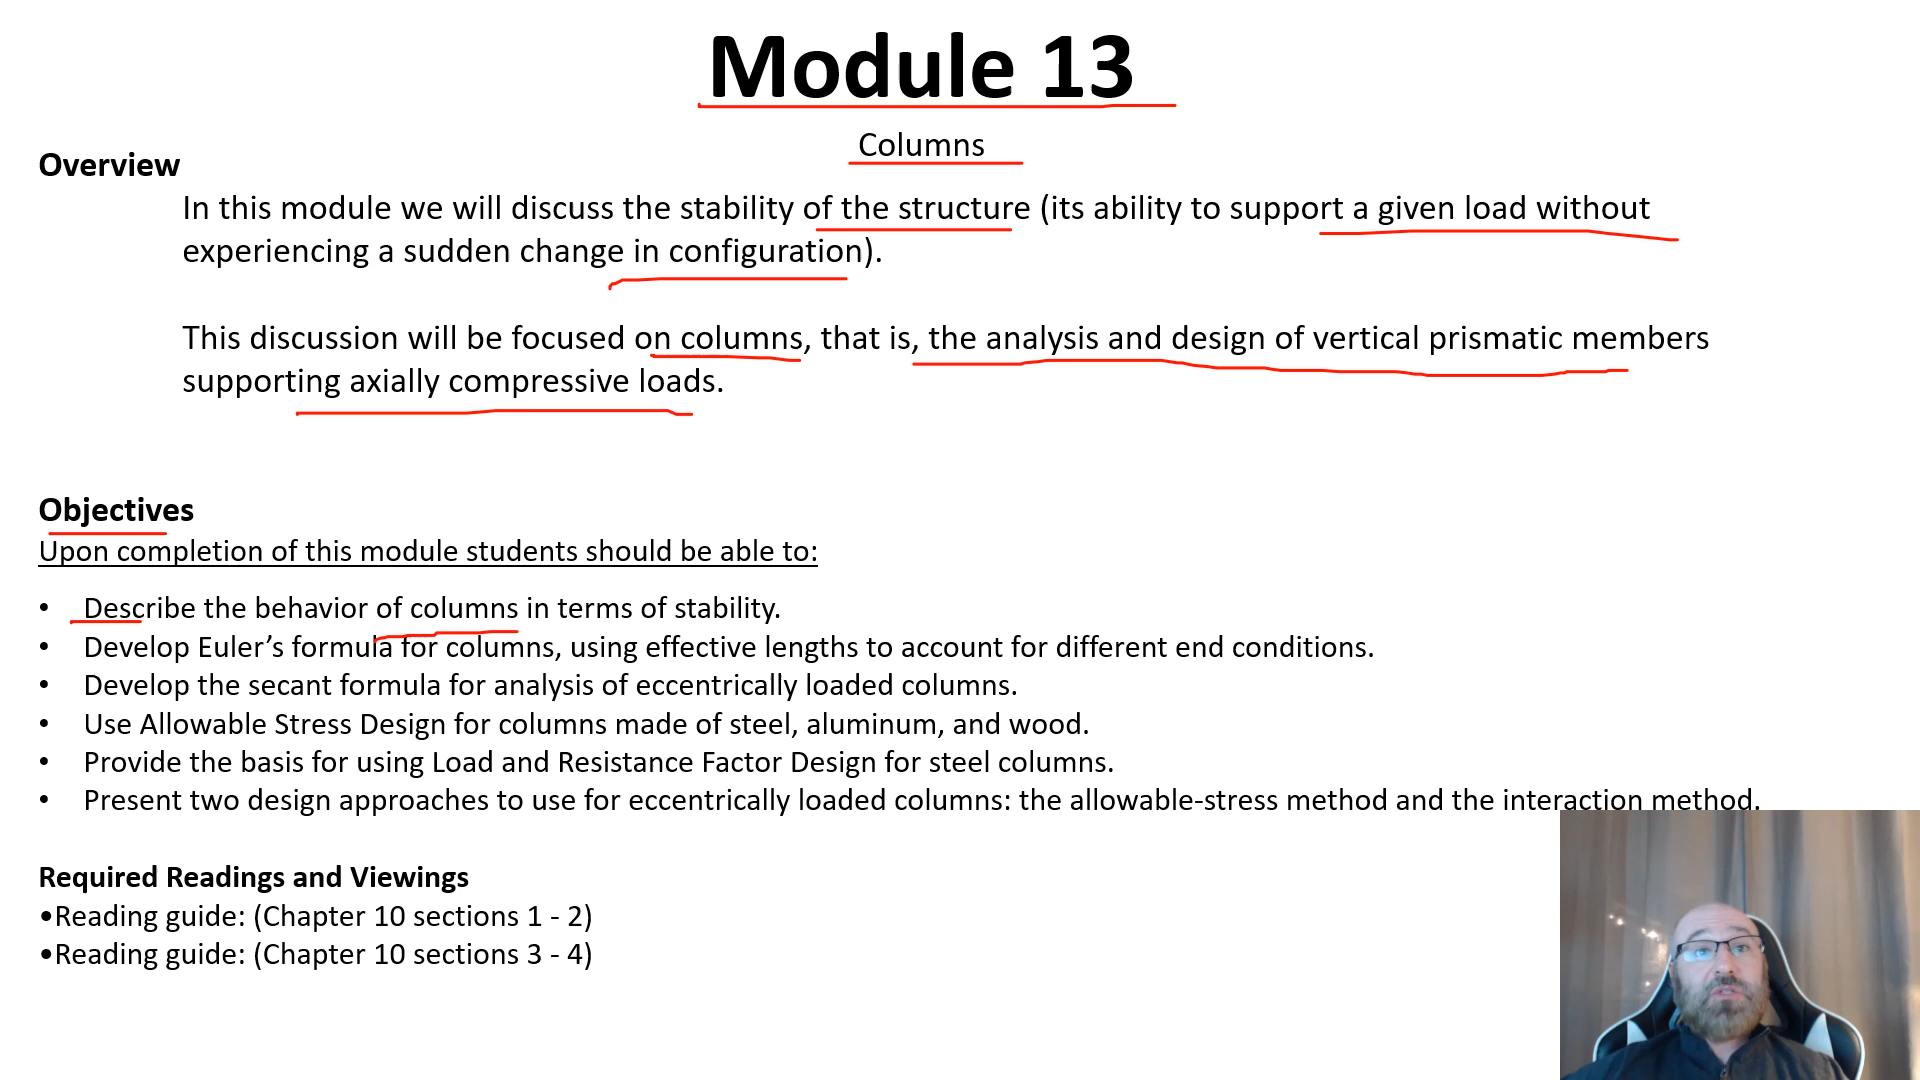 Module 13
Columns
Overview
In this module we will discuss the stability of the structure (its ability to support a given load without
experiencing a sudden change in configuration).
This discussion will be focused on columns, that is, the analysis and design of vertical prismatic members
supporting axially compressive loads.
Objectives
Upon completion of this module students should be able to:
• Describe the behavior of columns in terms of stability.
• Develop Euler’s formula for columns, using effective lengths to account for different end conditions.
• Develop the secant formula for analysis of eccentrically loaded columns.
• Use Allowable Stress Design for columns made of steel, aluminum, and wood.
• Provide the basis for using Load and Resistance Factor Design for steel columns.
• Present two design approaches to use for eccentrically loaded columns: the allowable-stress method and the interaction method.
Required Readings and Viewings
•Reading guide: (Chapter 10 sections 1 - 2)
•Reading guide: (Chapter 10 sections 3 - 4)